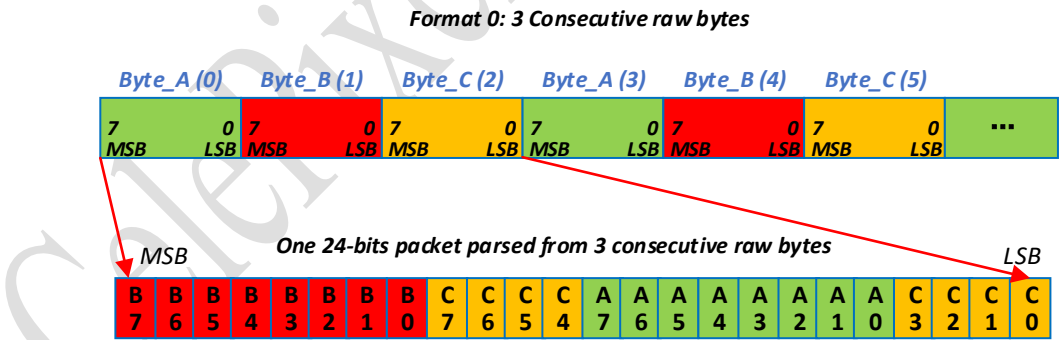 Format 0: 3 Consecutive raw bytes
Byte_A (0) Byte_B (1) Byte_C (2) Byte_A (3) Byte_B (4) Byte_C (5)
7 0 7 0 7 0 7 0 7 0 7 0 ...
MSB LSB MSB LSB MSB LSB MSB LSB MSB LSB MSB LSB
MSB One 24-bits packet parsed from 3 consecutive raw bytes LSB
B B B B B B B B C C C C A A A A A A A A C C C C
7 6 5 4 3 2 1 0 7 6 5 4 7 6 5 4 3 2 1 0 3 2 1 0